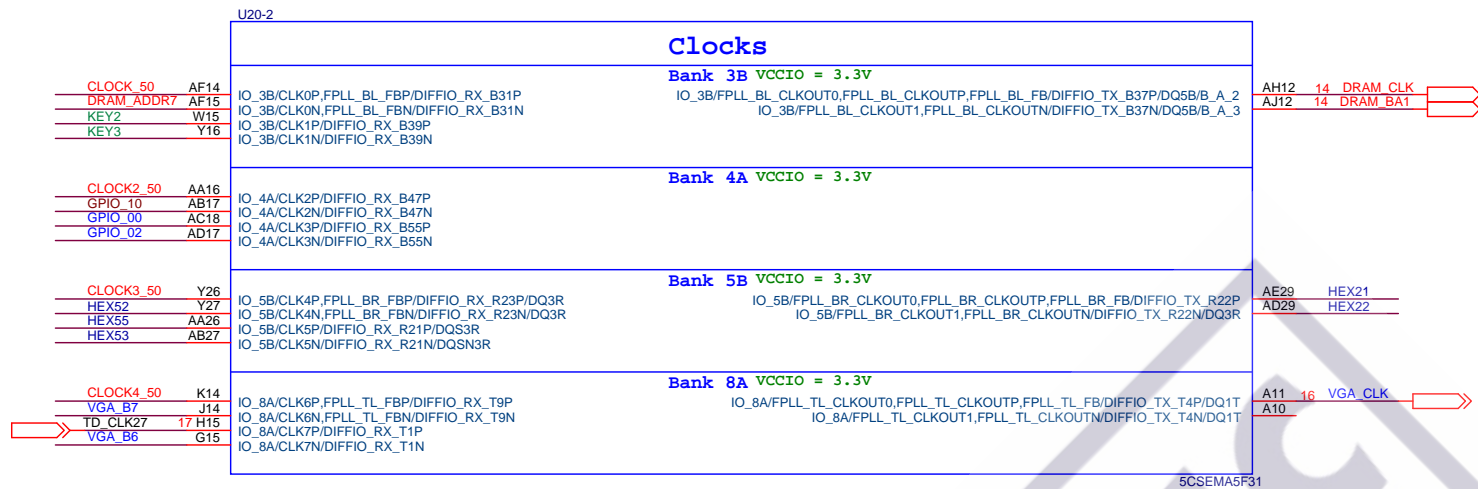 U20-2
Clocks
Bank 3B VCCIO = 3.3V
CLOCK_50 AF14 IO_3B/CLK0P,FPLL_BL_FBP/DIFFIO_RX_B31P IO_3B/FPLL_BL_CLKOUT0,FPLL_BL_CLKOUTP,FPLL_BL_FB/DIFFIO_TX_B37P/DQ5B/B_A_2 AH12 14 DRAM_CLK
DRAM_ADDR7 AF15 IO_3B/CLK0N,FPLL_BL_FBN/DIFFIO_RX_B31N IO_3B/FPLL_BL_CLKOUT1,FPLL_BL_CLKOUTN/DIFFIO_TX_B37N/DQ5B/B_A_3 AJ12 14 DRAM_BA1
KEY2 W15 IO_3B/CLK1P/DIFFIO_RX_B39P
KEY3 Y16 IO_3B/CLK1N/DIFFIO_RX_B39N
Bank 4A VCCIO = 3.3V
CLOCK2_50 AA16 IO_4A/CLK2P/DIFFIO_RX_B47P
GPIO_10 AB17 IO_4A/CLK2N/DIFFIO_RX_B47N
GPIO_00 AC18 IO_4A/CLK3P/DIFFIO_RX_B55P
GPIO_02 AD17 IO_4A/CLK3N/DIFFIO_RX_B55N
Bank 5B VCCIO = 3.3V
CLOCK3_50 Y26 IO_5B/CLK4P,FPLL_BR_FBP/DIFFIO_RX_R23P/DQ3R IO_5B/FPLL_BR_CLKOUT0,FPLL_BR_CLKOUTP,FPLL_BR_FB/DIFFIO_TX_R22P AE29 HEX21
HEX52 Y27 IO_5B/CLK4N,FPLL_BR_FBN/DIFFIO_RX_R23N/DQ3R IO_5B/FPLL_BR_CLKOUT1,FPLL_BR_CLKOUTN/DIFFIO_TX_R22N/DQ3R AD29 HEX22
HEX55 AA26 IO_5B/CLK5P/DIFFIO_RX_R21P/DQS3R
HEX53 AB27 IO_5B/CLK5N/DIFFIO_RX_R21N/DQSN3R
Bank 8A VCCIO = 3.3V
CLOCK4_50 K14 IO_8A/CLK6P,FPLL_TL_FBP/DIFFIO_RX_T9P IO_8A/FPLL_TL_CLKOUT0,FPLL_TL_CLKOUTP,FPLL_TL_FB/DIFFIO_TX_T4P/DQ1T A11 16 VGA_CLK
VGA_B7 J14 IO_8A/CLK6N,FPLL_TL_FBN/DIFFIO_RX_T9N IO_8A/FPLL_TL_CLKOUT1,FPLL_TL_CLKOUTN/DIFFIO_TX_T4N/DQ1T A10
TD_CLK27 17 H15 IO_8A/CLK7P/DIFFIO_RX_T1P
VGA_B6 G15 IO_8A/CLK7N/DIFFIO_RX_T1N
5CSEMA5F31